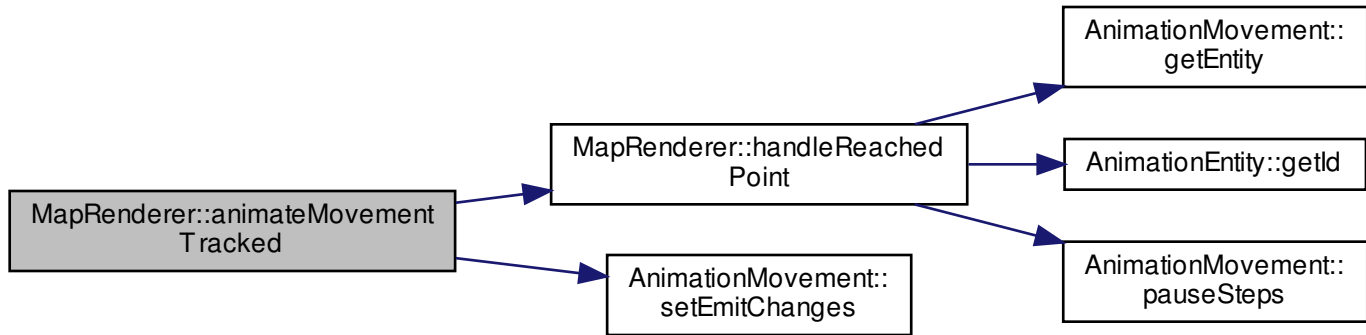 MapRenderer::animateMovement
Tracked
MapRenderer::handleReached
Point
AnimationMovement::
setEmitChanges
AnimationMovement::
getEntity
AnimationEntity::getId
AnimationMovement::
pauseSteps